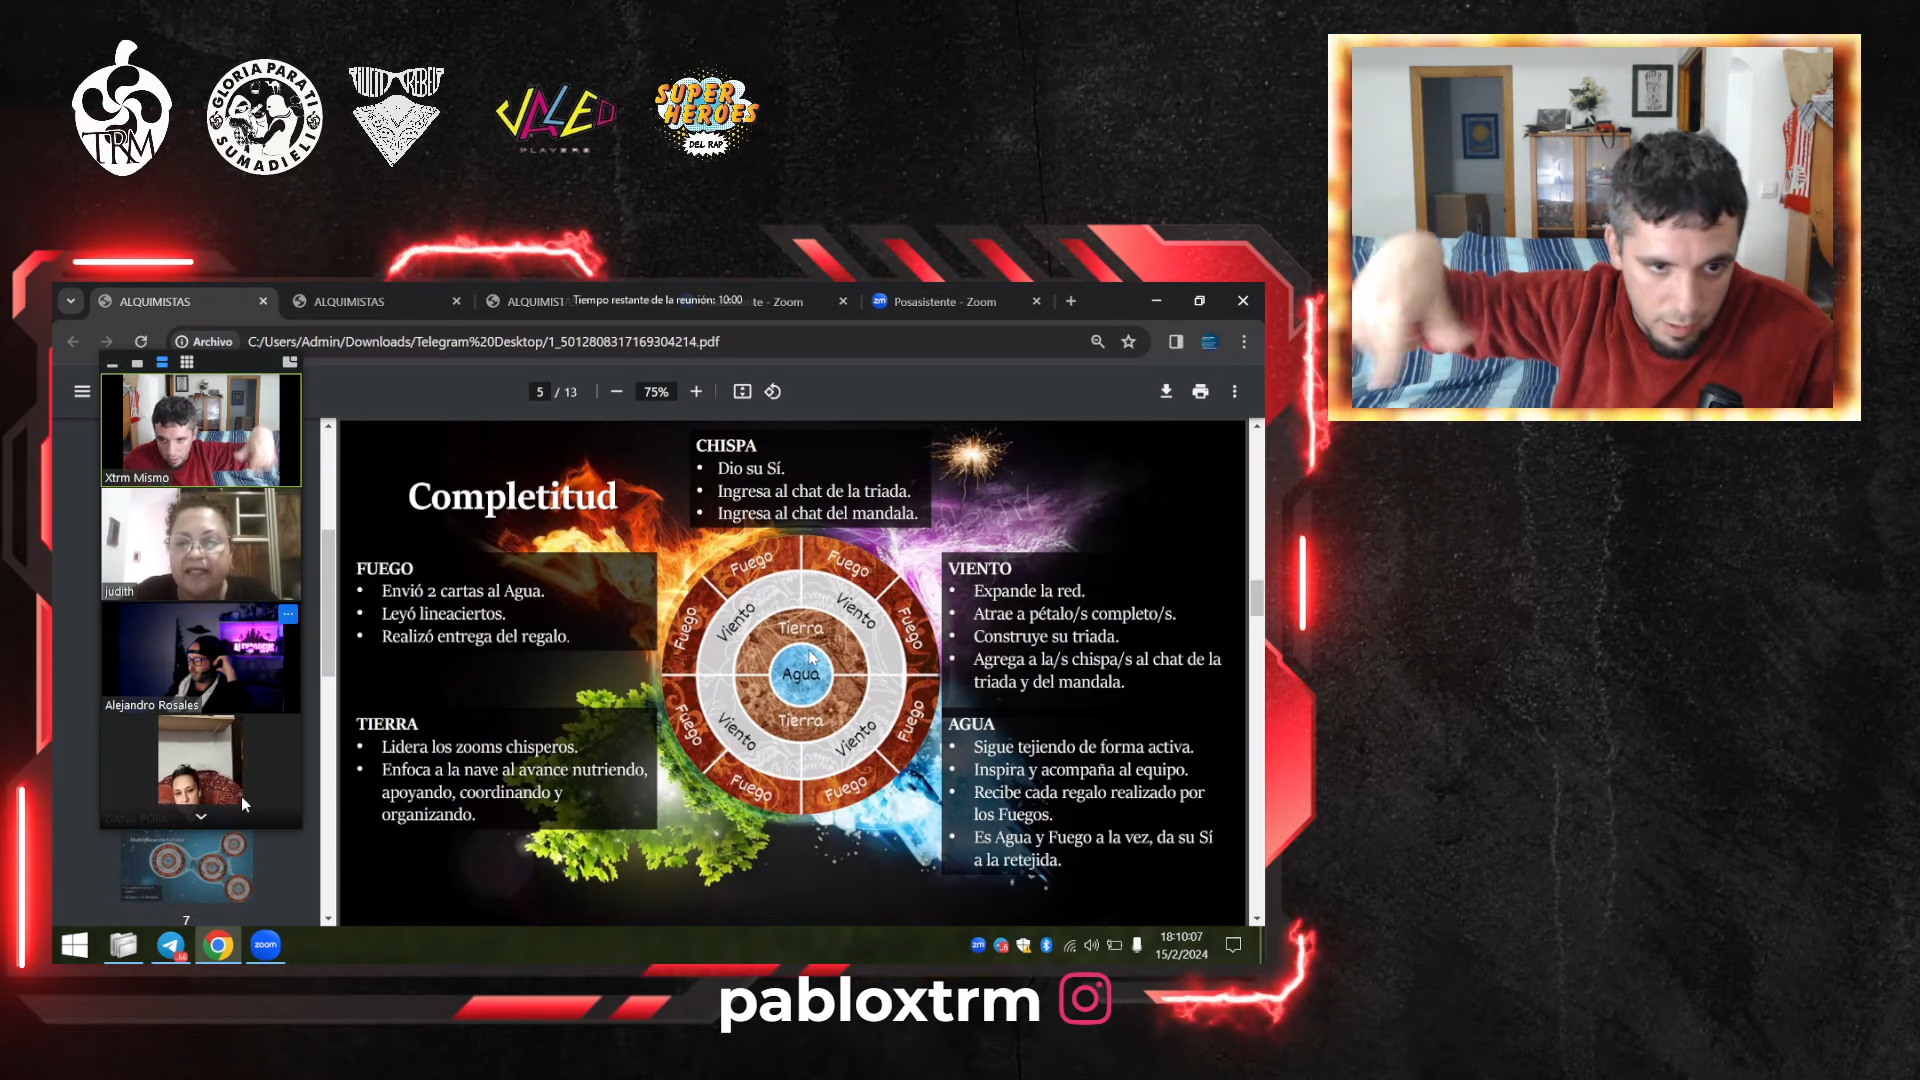 TRM
GLORIA PARATI
SUMADIELI
VALEO
PLAYERS
SUPER
HEROES
DEL RAP
ALQUIMISTAS
ALQUIMISTAS
ALQUIMIST
Tiempo restante de la reunión: 10:00
te - Zoom
Posasistente - Zoom
Archivo
C:/Users/Admin/Downloads/Telegram%20Desktop/1_5012808317169304214.pdf
5 / 13
75%
Xtrm Mismo
judith
Alejandro Rosales
DANA POPA
7
Completitud
CHISPA
• Dio su Sí.
• Ingresa al chat de la triada.
• Ingresa al chat del mandala.
FUEGO
• Envió 2 cartas al Agua.
• Leyó lineaciertos.
• Realizó entrega del regalo.
VIENTO
• Expande la red.
• Atrae a pétalo/s completo/s.
• Construye su triada.
• Agrega a la/s chispa/s al chat de la
triada y del mandala.
TIERRA
• Lidera los zooms chisperos.
• Enfoca a la nave al avance nutriendo,
apoyando, coordinando y
organizando.
AGUA
• Sigue tejiendo de forma activa.
• Inspira y acompaña al equipo.
• Recibe cada regalo realizado por
los Fuegos.
• Es Agua y Fuego a la vez, da su Sí
a la retejida.
Fuego
Fuego
Fuego
Fuego
Fuego
Fuego
Fuego
Fuego
Viento
Viento
Viento
Viento
Tierra
Agua
Tierra
zoom
18:10:07
15/2/2024
pabloxtrm